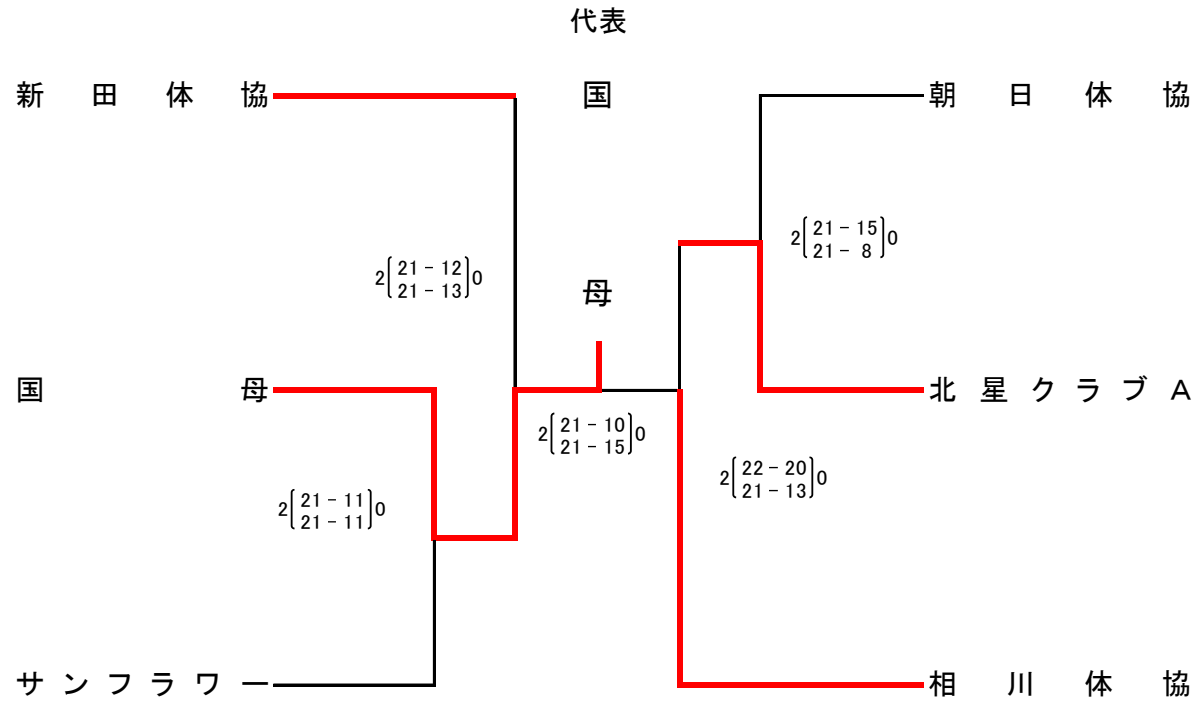 代表
新田体協
国
朝日体協
2 21 - 15 0
21 - 8
2 21 - 12 0
21 - 13
母
国母
北星クラブA
2 21 - 10 0
21 - 15
2 22 - 20 0
21 - 13
2 21 - 11 0
21 - 11
サンフラワー
相川体協